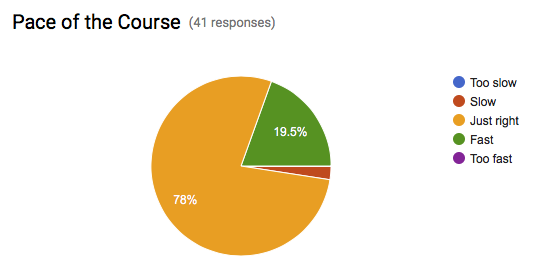 Pace of the Course (41 responses)
Too slow
Slow
Just right
Fast
Too fast
19.5%
78%